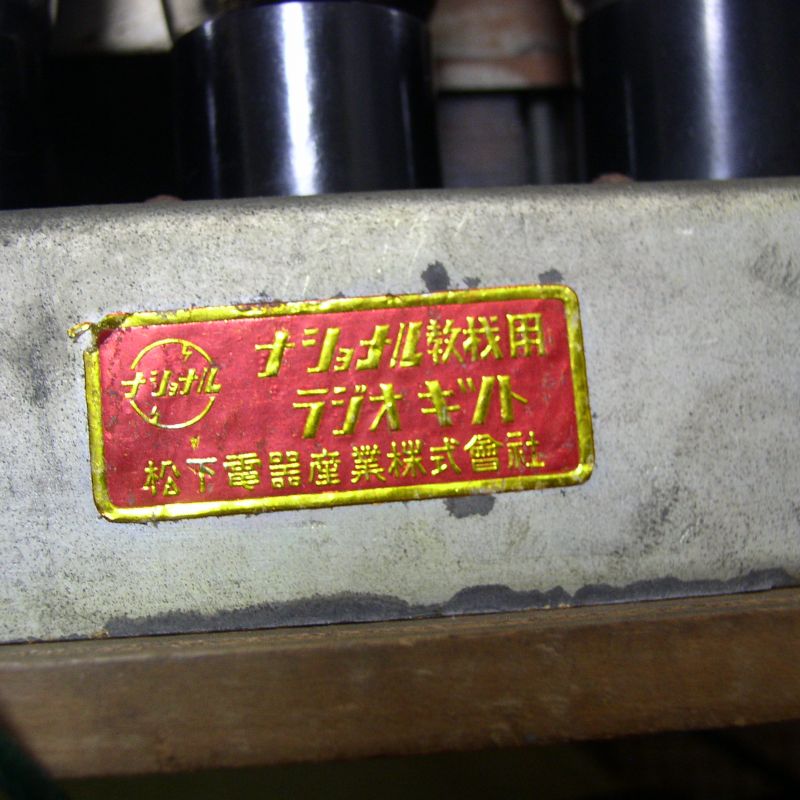 ナショナル
ナショナル教材用
ラジオ キット
松下電器産業株式會社